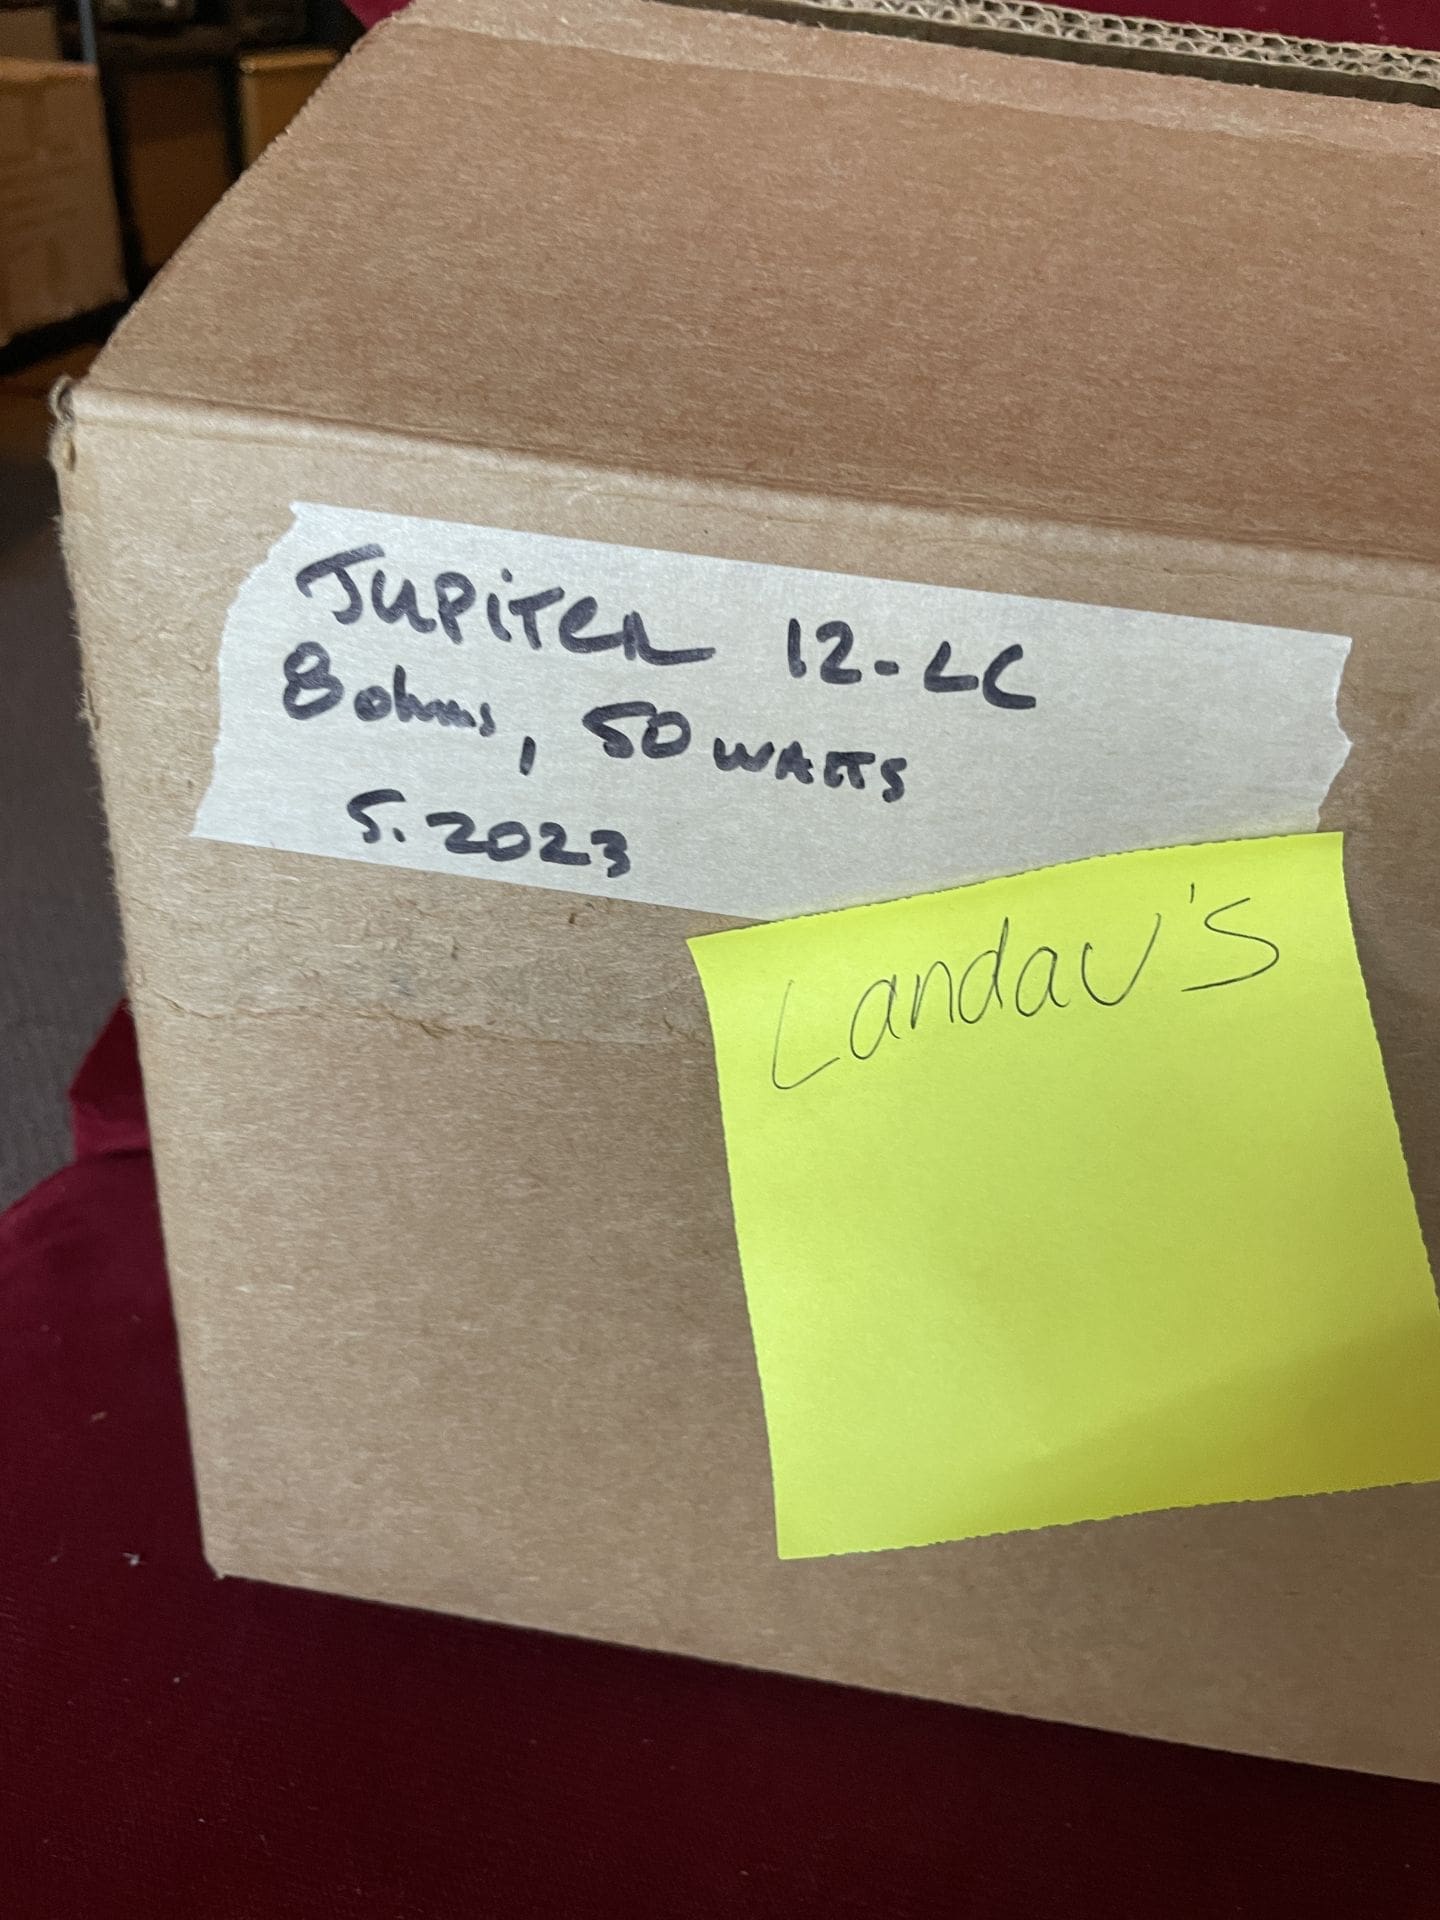 Jupiter 12-LC
8 ohms, 50 watts
5.2023
Landau's